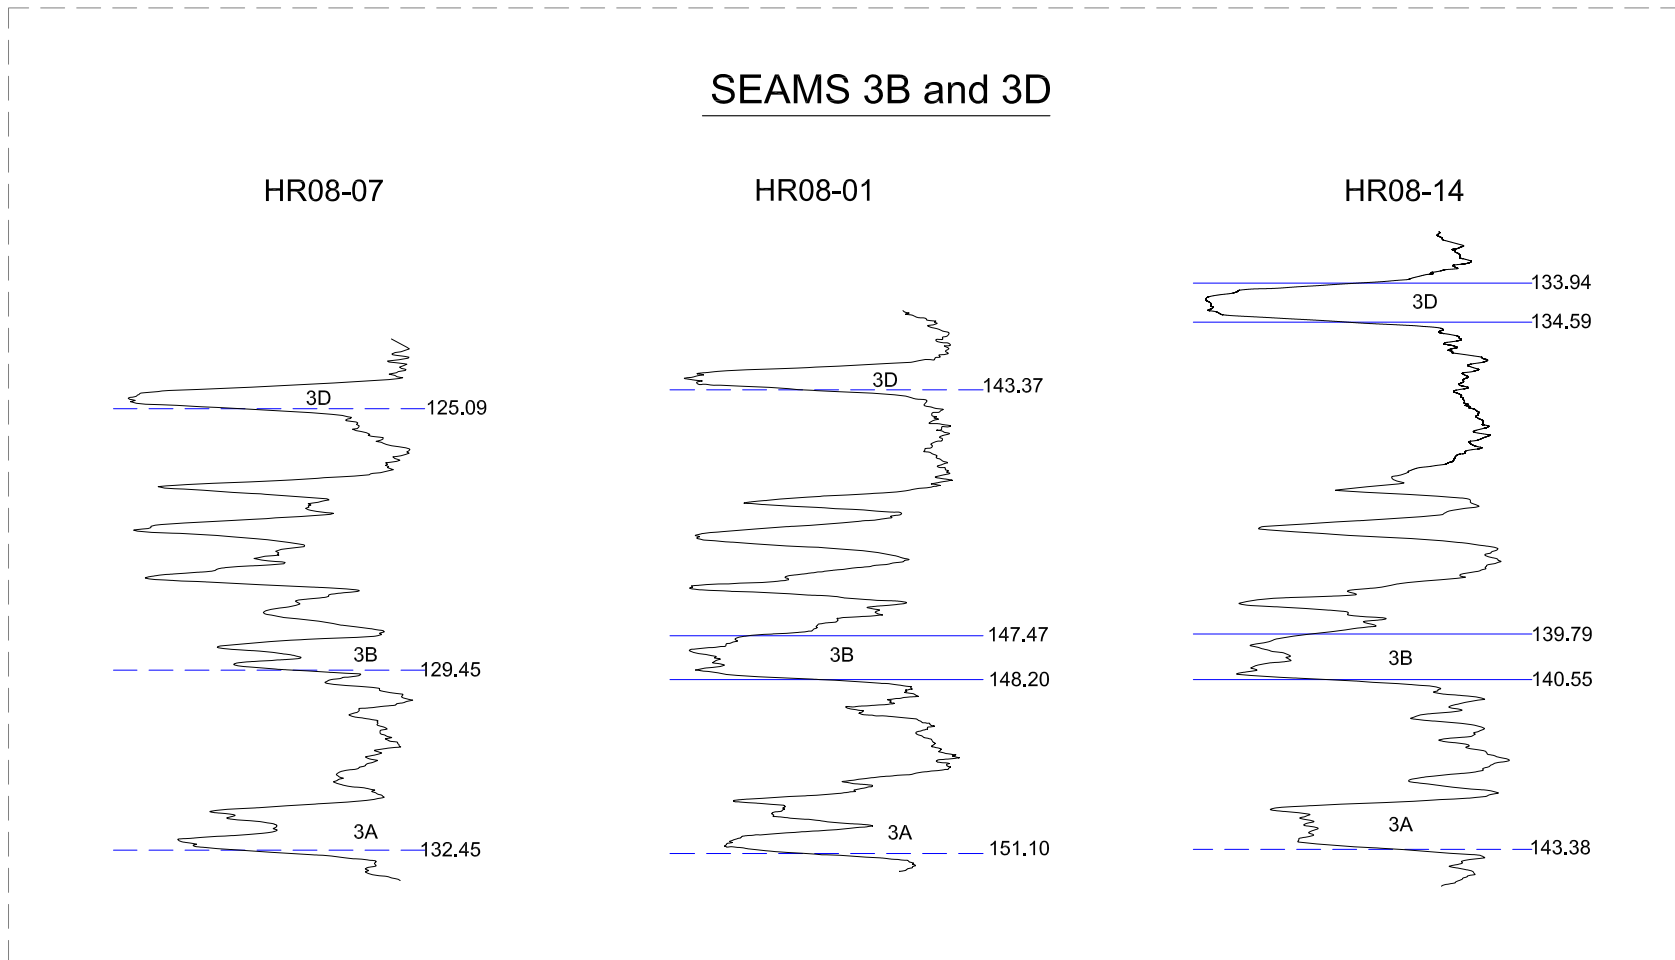 SEAMS 3B and 3D
HR08-07
HR08-01
HR08-14
3D
125.09
3B
129.45
3A
132.45
3D
143.37
147.47
3B
148.20
3A
151.10
133.94
3D
134.59
139.79
3B
140.55
3A
143.38